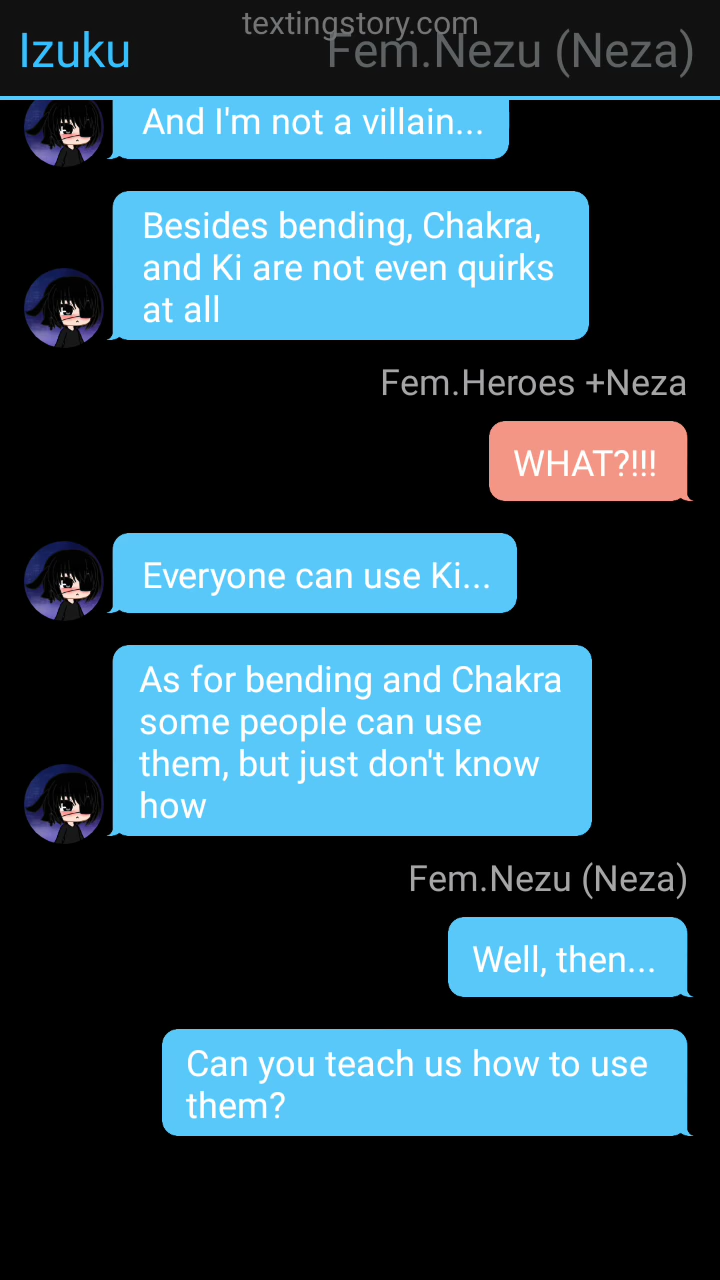 textingstory.com
Izuku
Fem.Nezu (Neza)
And I'm not a villain...
Besides bending, Chakra,
and Ki are not even quirks
at all
Fem.Heroes +Neza
WHAT?!!!
Everyone can use Ki...
As for bending and Chakra
some people can use
them, but just don't know
how
Fem.Nezu (Neza)
Well, then...
Can you teach us how to use
them?